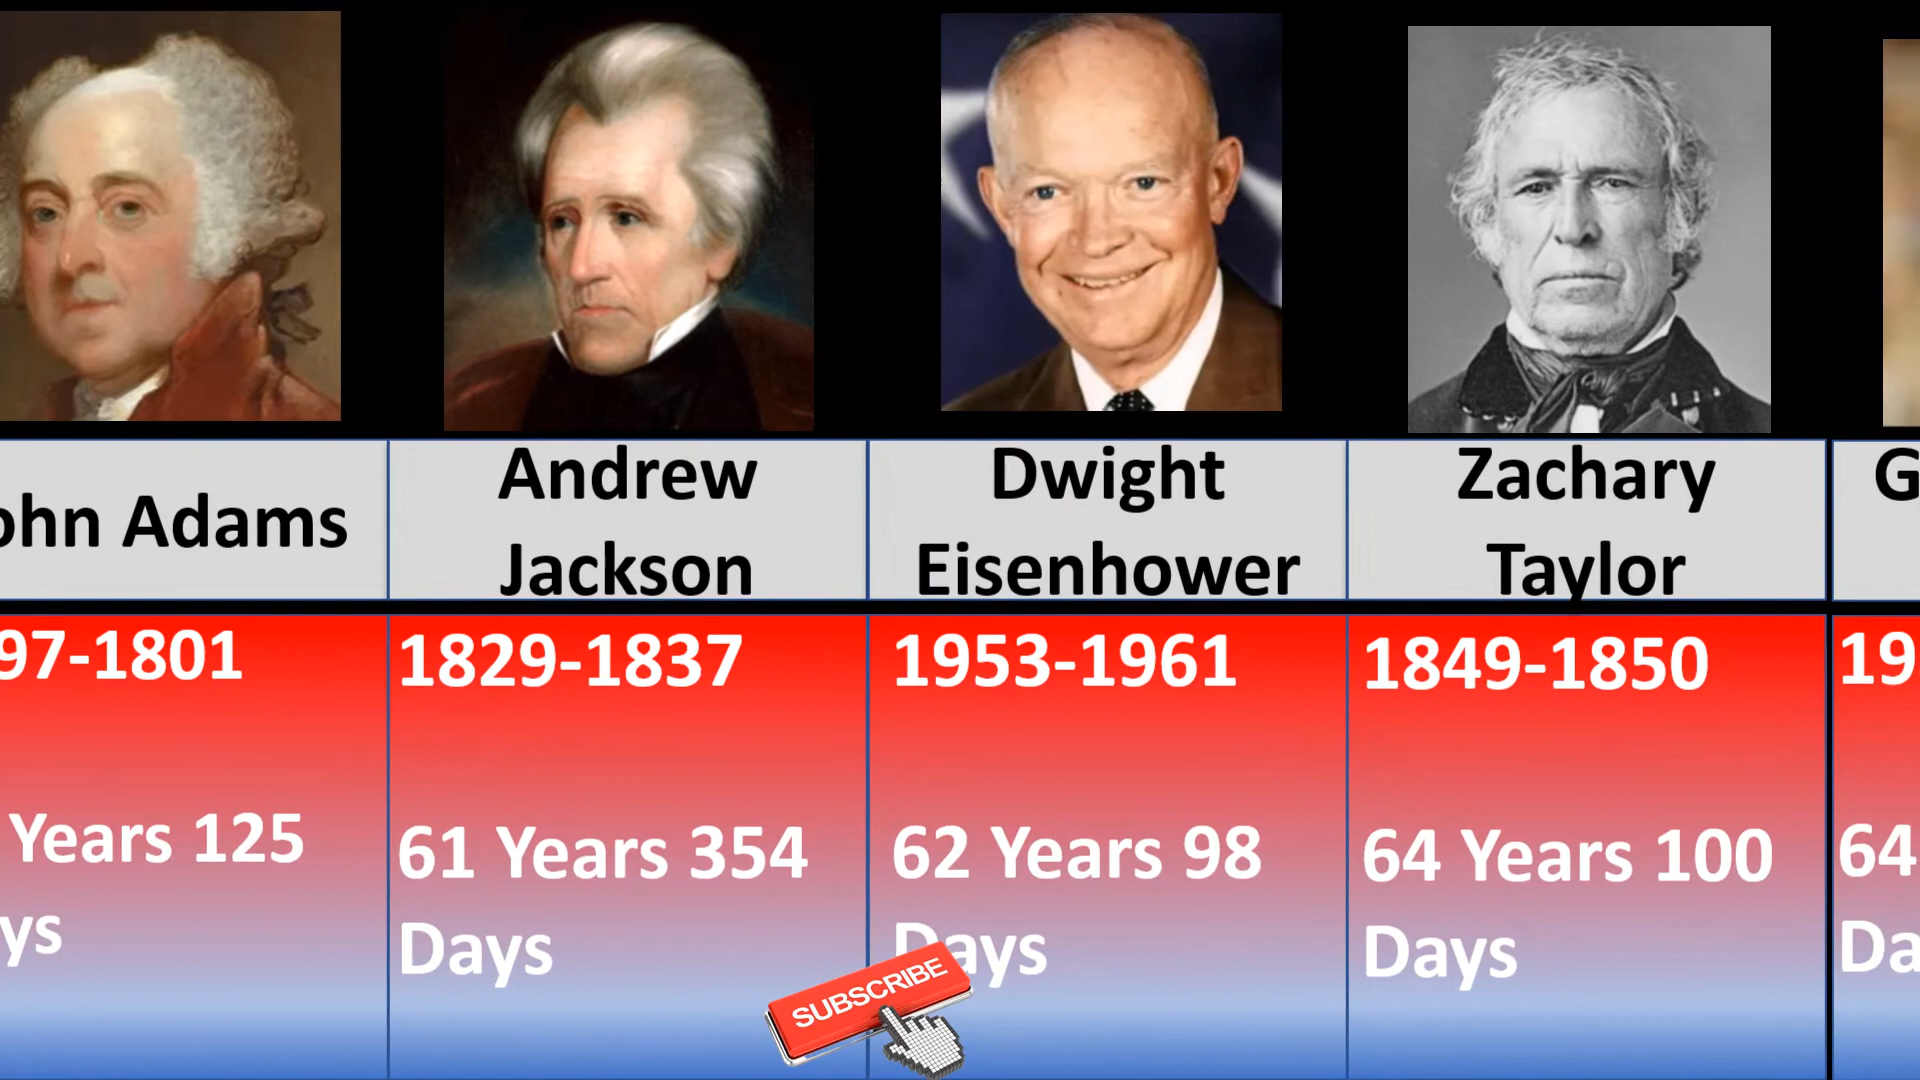 ohn Adams
Andrew
Jackson
Dwight
Eisenhower
Zachary
Taylor
G
97-1801
1829-1837
1953-1961
1849-1850
19
Years 125
ys
61 Years 354
Days
62 Years 98
Days
64 Years 100
Days
64
Da
SUBSCRIBE